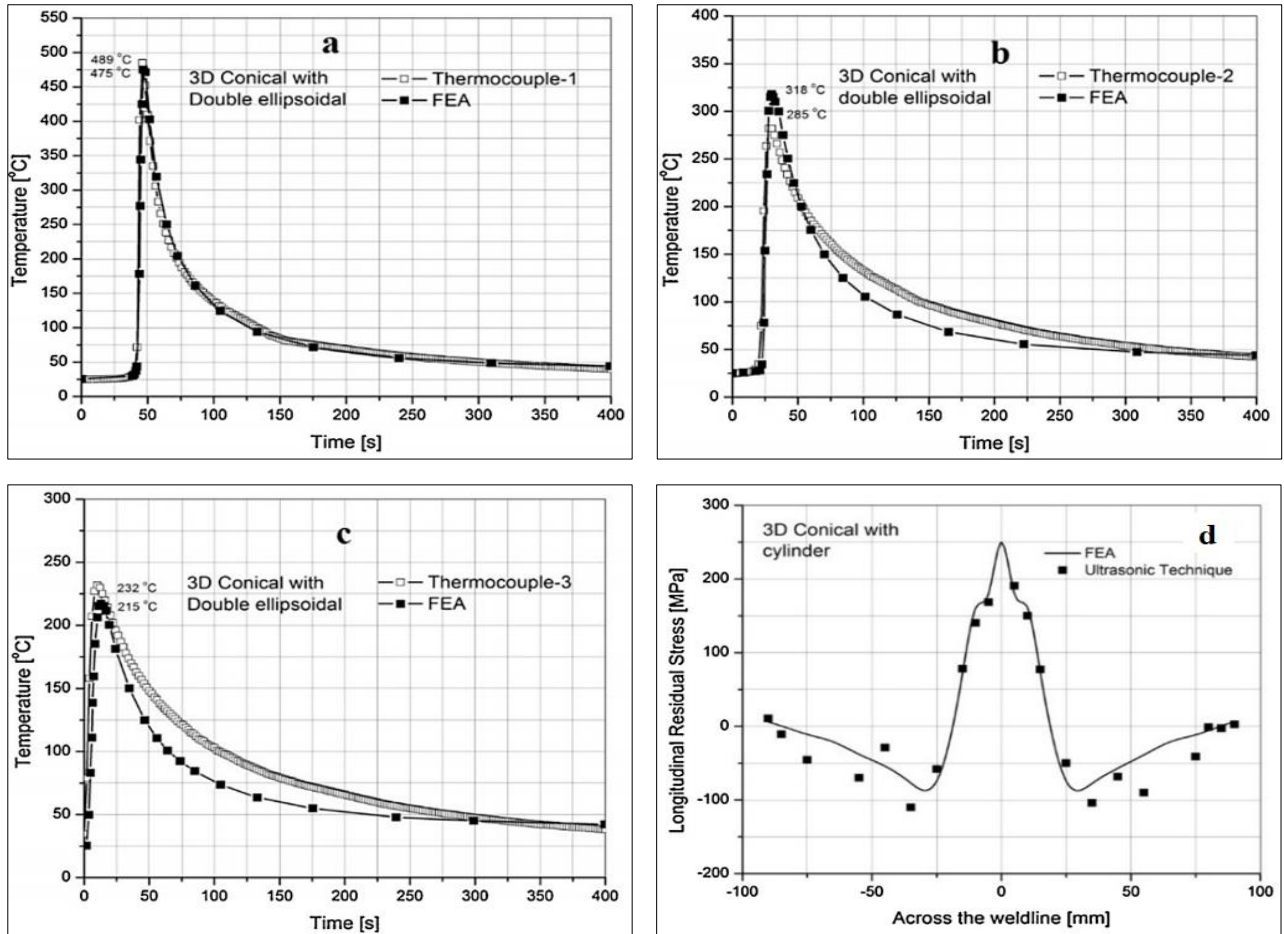 a
489 °C
475 °C
3D Conical with
Double ellipsoidal
Thermocouple-1
FEA
Temperature [°C]
550
500
450
400
350
300
250
200
150
100
50
0
0 50 100 150 200 250 300 350 400
Time [s]
b
318 °C
285 °C
3D Conical with
double ellipsoidal
Thermocouple-2
FEA
Temperature [°C]
400
350
300
250
200
150
100
50
0
0 50 100 150 200 250 300 350 400
Time [s]
c
232 °C
215 °C
3D Conical with
Double ellipsoidal
Thermocouple-3
FEA
Temperature [°C]
300
250
200
150
100
50
0
0 50 100 150 200 250 300 350 400
Time [s]
d
3D Conical with
cylinder
FEA
Ultrasonic Technique
Longitudinal Residual Stress [MPa]
300
200
100
0
-100
-200
-100 -50 0 50 100
Across the weldline [mm]